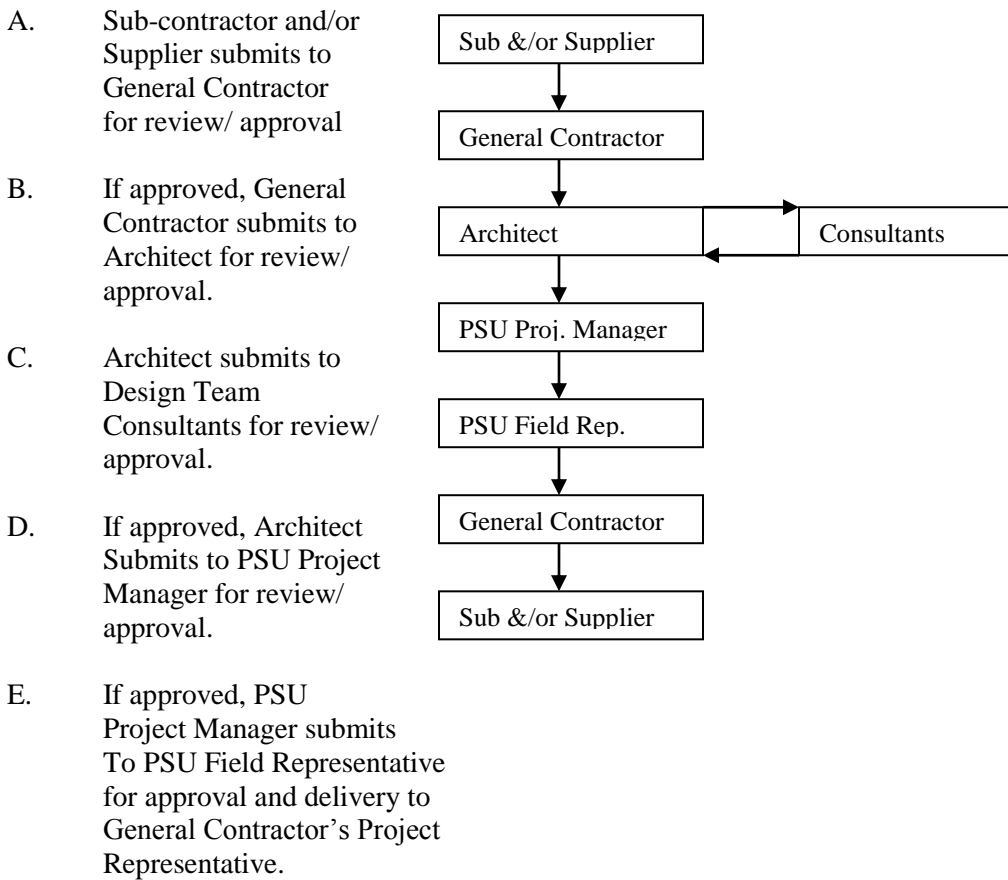 A. Sub-contractor and/or
Supplier submits to
General Contractor
for review/ approval
B. If approved, General
Contractor submits to
Architect for review/
approval.
C. Architect submits to
Design Team
Consultants for review/
approval.
D. If approved, Architect
Submits to PSU Project
Manager for review/
approval.
E. If approved, PSU
Project Manager submits
To PSU Field Representative
for approval and delivery to
General Contractor’s Project
Representative.
Sub &/or Supplier
General Contractor
Architect
Consultants
PSU Proj. Manager
PSU Field Rep.
General Contractor
Sub &/or Supplier